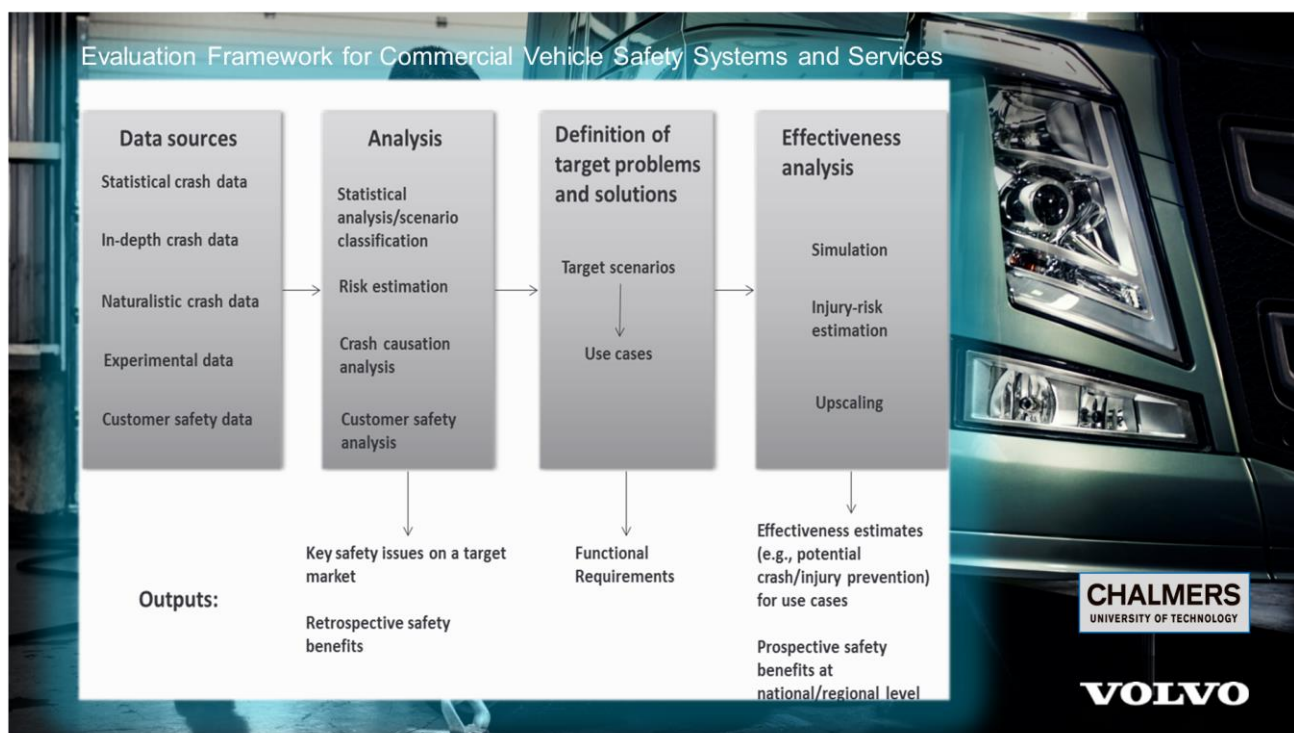 Evaluation Framework for Commercial Vehicle Safety Systems and Services
Data sources
Statistical crash data
In-depth crash data
Naturalistic crash data
Experimental data
Customer safety data
Analysis
Statistical
analysis/scenario
classification
Risk estimation
Crash causation
analysis
Customer safety
analysis
Definition of
target problems
and solutions
Target scenarios
Use cases
Effectiveness
analysis
Simulation
Injury-risk
estimation
Upscaling
Outputs:
Key safety issues on a target
market
Retrospective safety
benefits
Functional
Requirements
Effectiveness estimates
(e.g., potential
crash/injury prevention)
for use cases
Prospective safety
benefits at
national/regional level
CHALMERS
UNIVERSITY OF TECHNOLOGY
VOLVO